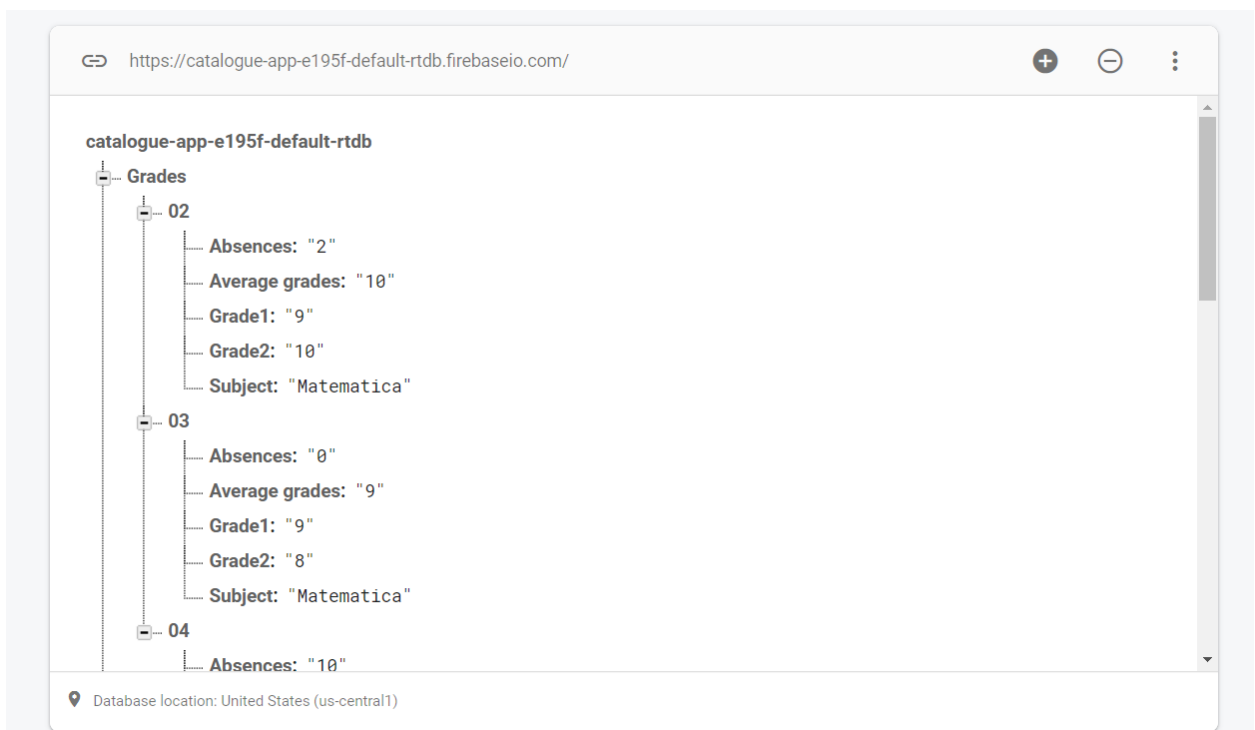 https://catalogue-app-e195f-default-rtdb.firebaseio.com/
catalogue-app-e195f-default-rtdb
Grades
02
Absences: "2"
Average grades: "10"
Grade1: "9"
Grade2: "10"
Subject: "Matematica"
03
Absences: "0"
Average grades: "9"
Grade1: "9"
Grade2: "8"
Subject: "Matematica"
04
Absences: "10"
Database location: United States (us-central1)